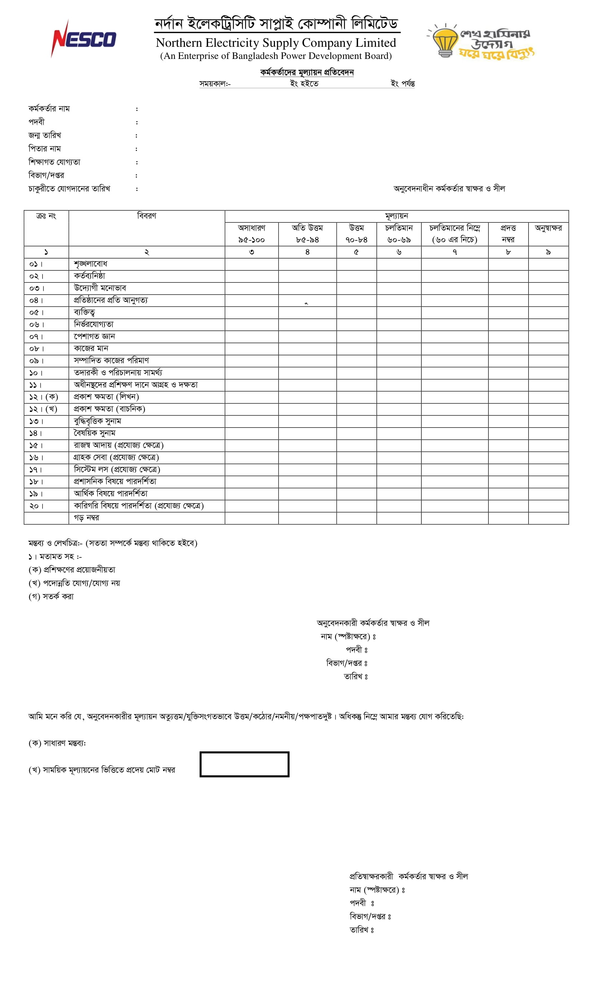 NESCO
নর্দান ইলেকট্রিসিটি সাপ্লাই কোম্পানী লিমিটেড
Northern Electricity Supply Company Limited
(An Enterprise of Bangladesh Power Development Board)
শেখ হাসিনার
উদ্যোগ
ঘরে ঘরে বিদ্যুৎ
কর্মকর্তাদের মূল্যায়ন প্রতিবেদন
সময়কাল:- ইং হইতে ইং পর্যন্ত
কর্মকর্তার নাম :
পদবী :
জন্ম তারিখ :
পিতার নাম :
শিক্ষাগত যোগ্যতা :
বিভাগ/দপ্তর :
চাকুরীতে যোগদানের তারিখ : অনুবেদনাধীন কর্মকর্তার স্বাক্ষর ও সীল
ক্রঃ নং বিবরণ মূল্যায়ন
অসাধারণ অতি উত্তম উত্তম চলতিমান চলতিমানের নিম্নে প্রদত্ত অনুস্বাক্ষর
৯৫-১০০ ৮৫-৯৪ ৭০-৮৪ ৬০-৬৯ (৬০ এর নিচে) নম্বর
১ ২ ৩ ৪ ৫ ৬ ৭ ৮ ৯
০১। শৃঙ্খলাবোধ
০২। কর্তব্যনিষ্ঠা
০৩। উদ্যোগী মনোভাব
০৪। প্রতিষ্ঠানের প্রতি আনুগত্য
০৫। ব্যক্তিত্ব
০৬। নির্ভরযোগ্যতা
০৭। পেশাগত জ্ঞান
০৮। কাজের মান
০৯। সম্পাদিত কাজের পরিমাণ
১০। তদারকী ও পরিচালনায় সামর্থ্য
১১। অধীনস্থদের প্রশিক্ষণ দানে আগ্রহ ও দক্ষতা
১২। (ক) প্রকাশ ক্ষমতা (লিখন)
১২। (খ) প্রকাশ ক্ষমতা (বাচনিক)
১৩। বুদ্ধিবৃত্তিক সুনাম
১৪। বৈষয়িক সুনাম
১৫। রাজস্ব আদায় (প্রযোজ্য ক্ষেত্রে)
১৬। গ্রাহক সেবা (প্রযোজ্য ক্ষেত্রে)
১৭। সিস্টেম লস (প্রযোজ্য ক্ষেত্রে)
১৮। প্রশাসনিক বিষয়ে পারদর্শিতা
১৯। আর্থিক বিষয়ে পারদর্শিতা
২০। কারিগরি বিষয়ে পারদর্শিতা (প্রযোজ্য ক্ষেত্রে)
গড় নম্বর
মন্তব্য ও লেখচিত্র:- (সততা সম্পর্কে মন্তব্য থাকিতে হইবে)
১। মতামত সহ :-
(ক) প্রশিক্ষণের প্রয়োজনীয়তা
(খ) পদোন্নতি যোগ্য/যোগ্য নয়
(গ) সতর্ক করা
অনুবেদনকারী কর্মকর্তার স্বাক্ষর ও সীল
নাম (স্পষ্টাক্ষরে) ঃ
পদবী ঃ
বিভাগ/দপ্তর ঃ
তারিখ ঃ
আমি মনে করি যে, অনুবেদনকারীর মূল্যায়ন অত্যুত্তম/যুক্তিসংগতভাবে উত্তম/কঠোর/নমনীয়/পক্ষপাতদুষ্ট। অধিকন্তু নিম্নে আমার মন্তব্য যোগ করিতেছি:
(ক) সাধারণ মন্তব্য:
(খ) সাময়িক মূল্যায়নের ভিত্তিতে প্রদেয় মোট নম্বর
প্রতিস্বাক্ষরকারী কর্মকর্তার স্বাক্ষর ও সীল
নাম (স্পষ্টাক্ষরে) ঃ
পদবী ঃ
বিভাগ/দপ্তর ঃ
তারিখ ঃ